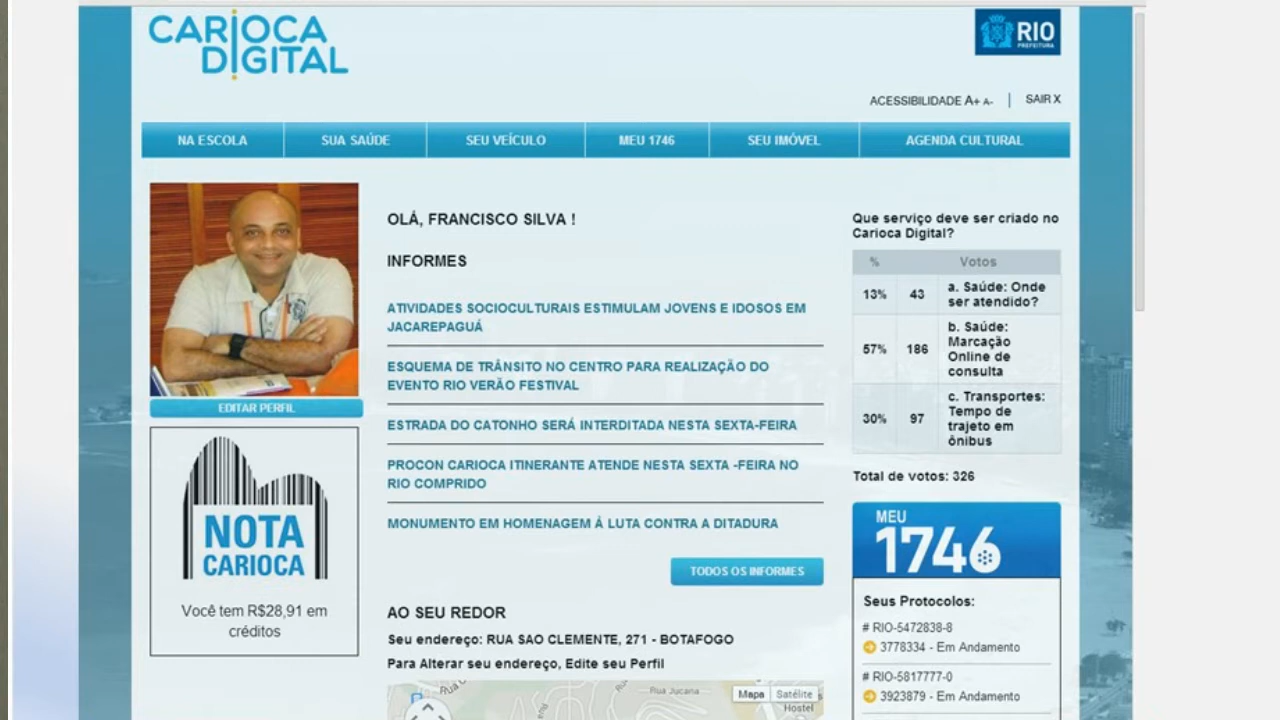 CARIOCA
DIGITAL
RIO
PREFEITURA
ACESSIBILIDADE A+ A- | SAIR X
NA ESCOLA
SUA SAÚDE
SEU VEÍCULO
MEU 1746
SEU IMÓVEL
AGENDA CULTURAL
EDITAR PERFIL
NOTA
CARIOCA
Você tem R$28,91 em
créditos
OLÁ, FRANCISCO SILVA !
INFORMES
ATIVIDADES SOCIOCULTURAIS ESTIMULAM JOVENS E IDOSOS EM
JACAREPAGUÁ
ESQUEMA DE TRÂNSITO NO CENTRO PARA REALIZAÇÃO DO
EVENTO RIO VERÃO FESTIVAL
ESTRADA DO CATONHO SERÁ INTERDITADA NESTA SEXTA-FEIRA
PROCON CARIOCA ITINERANTE ATENDE NESTA SEXTA -FEIRA NO
RIO COMPRIDO
MONUMENTO EM HOMENAGEM Á LUTA CONTRA A DITADURA
TODOS OS INFORMES
AO SEU REDOR
Seu endereço: RUA SAO CLEMENTE, 271 - BOTAFOGO
Para Alterar seu endereço, Edite seu Perfil
Rua Jucana
Mapa
Satélite
Hostel
Que serviço deve ser criado no
Carioca Digital?
% Votos
13% 43 a. Saúde: Onde
ser atendido?
57% 186 b. Saúde:
Marcação
Online de
consulta
30% 97 c. Transportes:
Tempo de
trajeto em
ônibus
Total de votos: 326
MEU
1746
Seus Protocolos:
# RIO-5472838-8
3778334 - Em Andamento
# RIO-5817777-0
3923879 - Em Andamento